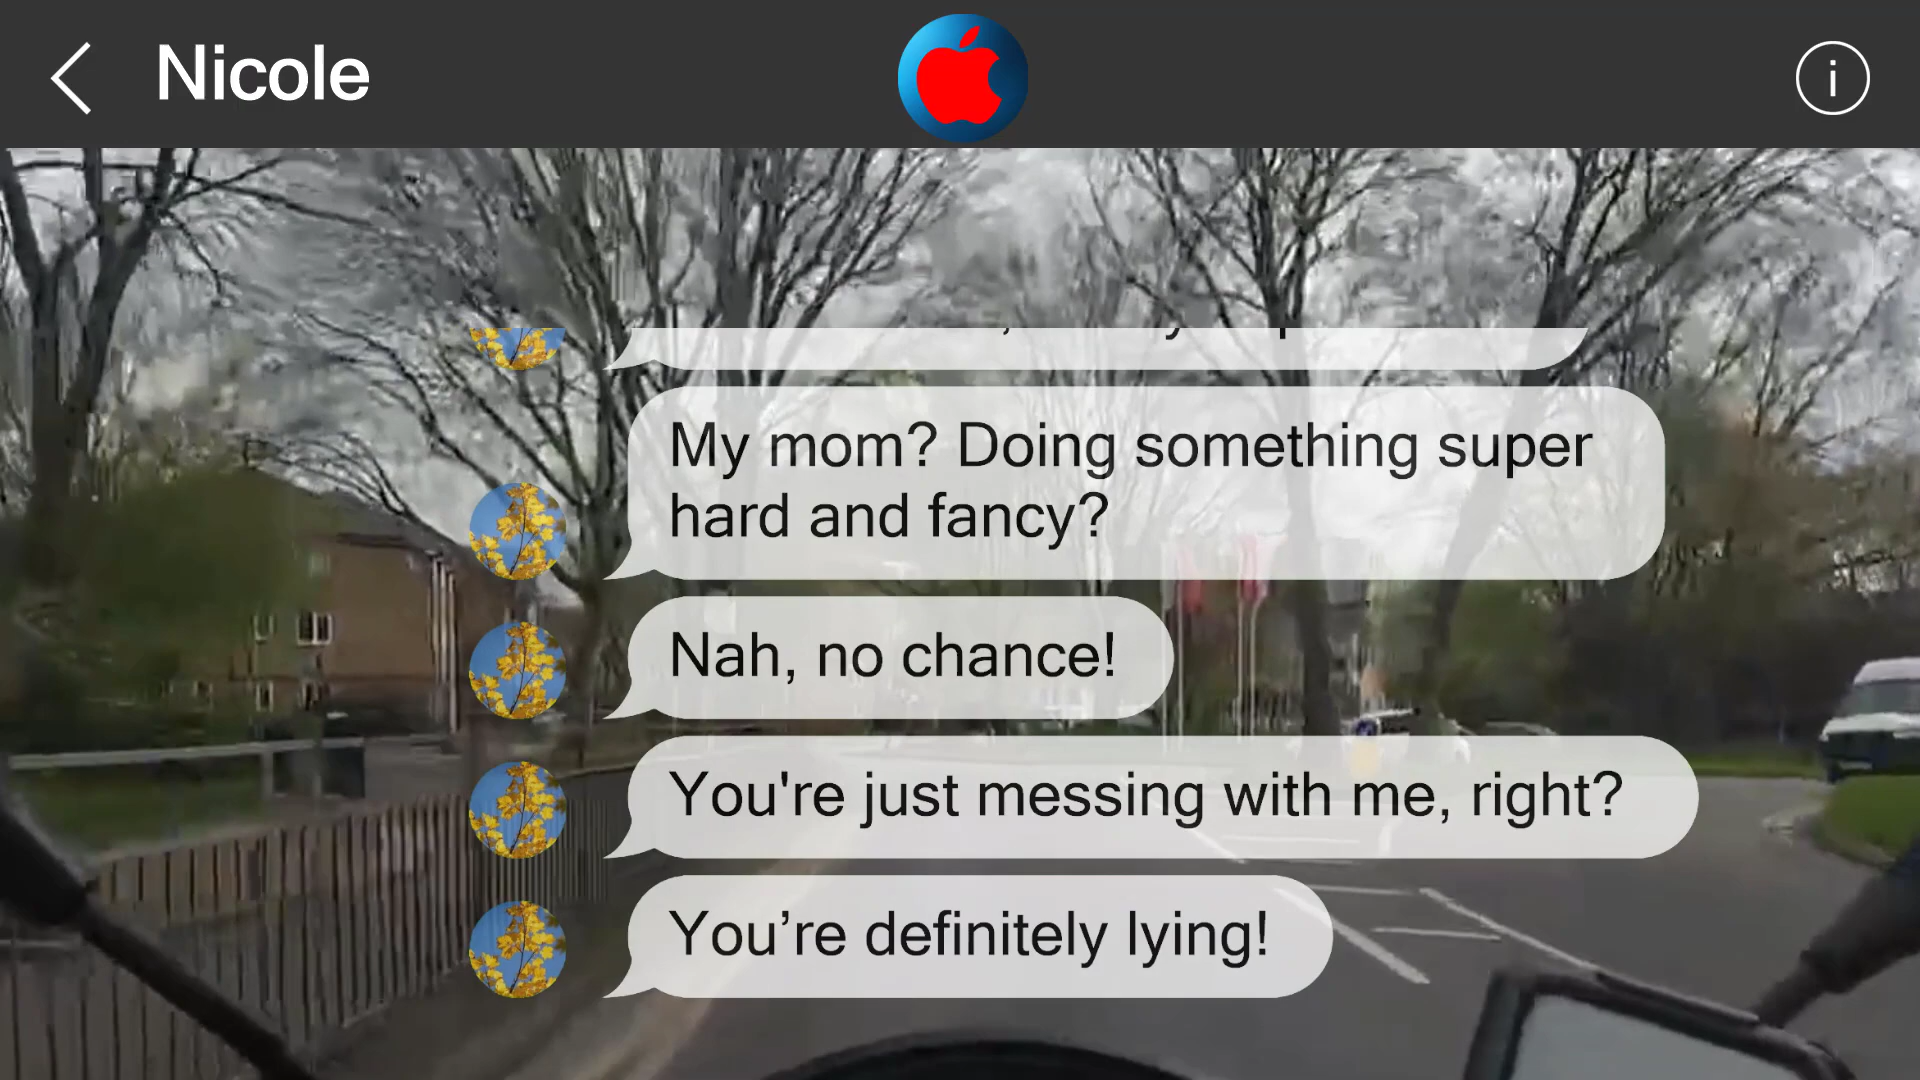 Nicole
i
My mom? Doing something super
hard and fancy?
Nah, no chance!
You're just messing with me, right?
You’re definitely lying!